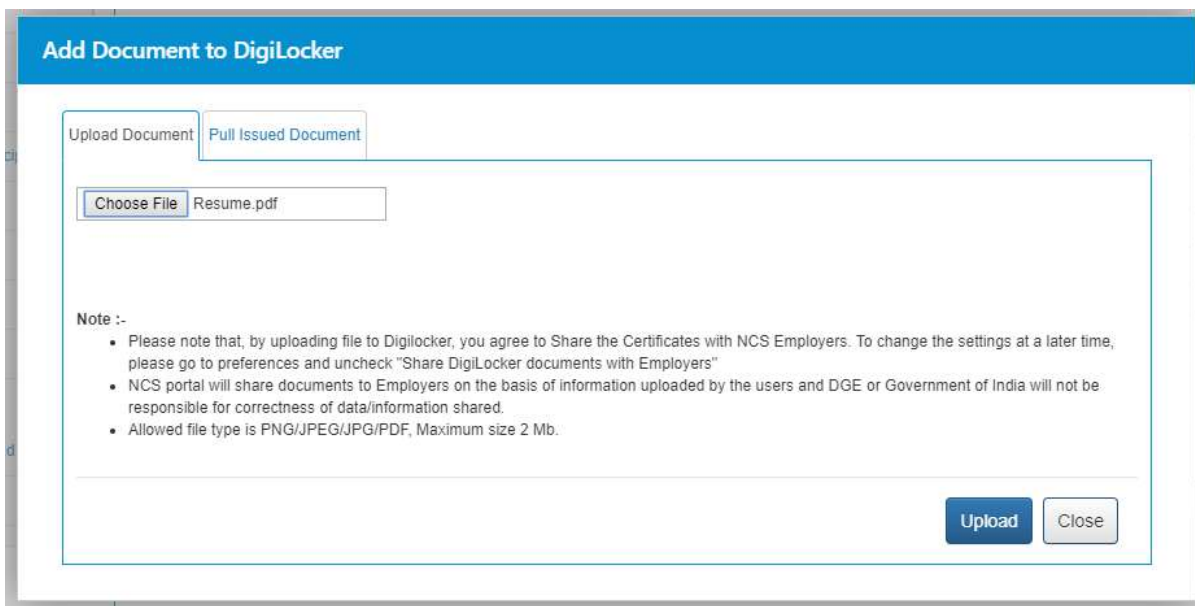 Add Document to DigiLocker
Upload Document Pull Issued Document
Choose File Resume.pdf
Note :-
• Please note that, by uploading file to Digilocker, you agree to Share the Certificates with NCS Employers. To change the settings at a later time,
please go to preferences and uncheck "Share DigiLocker documents with Employers"
• NCS portal will share documents to Employers on the basis of information uploaded by the users and DGE or Government of India will not be
responsible for correctness of data/information shared.
• Allowed file type is PNG/JPEG/JPG/PDF, Maximum size 2 Mb.
Upload Close